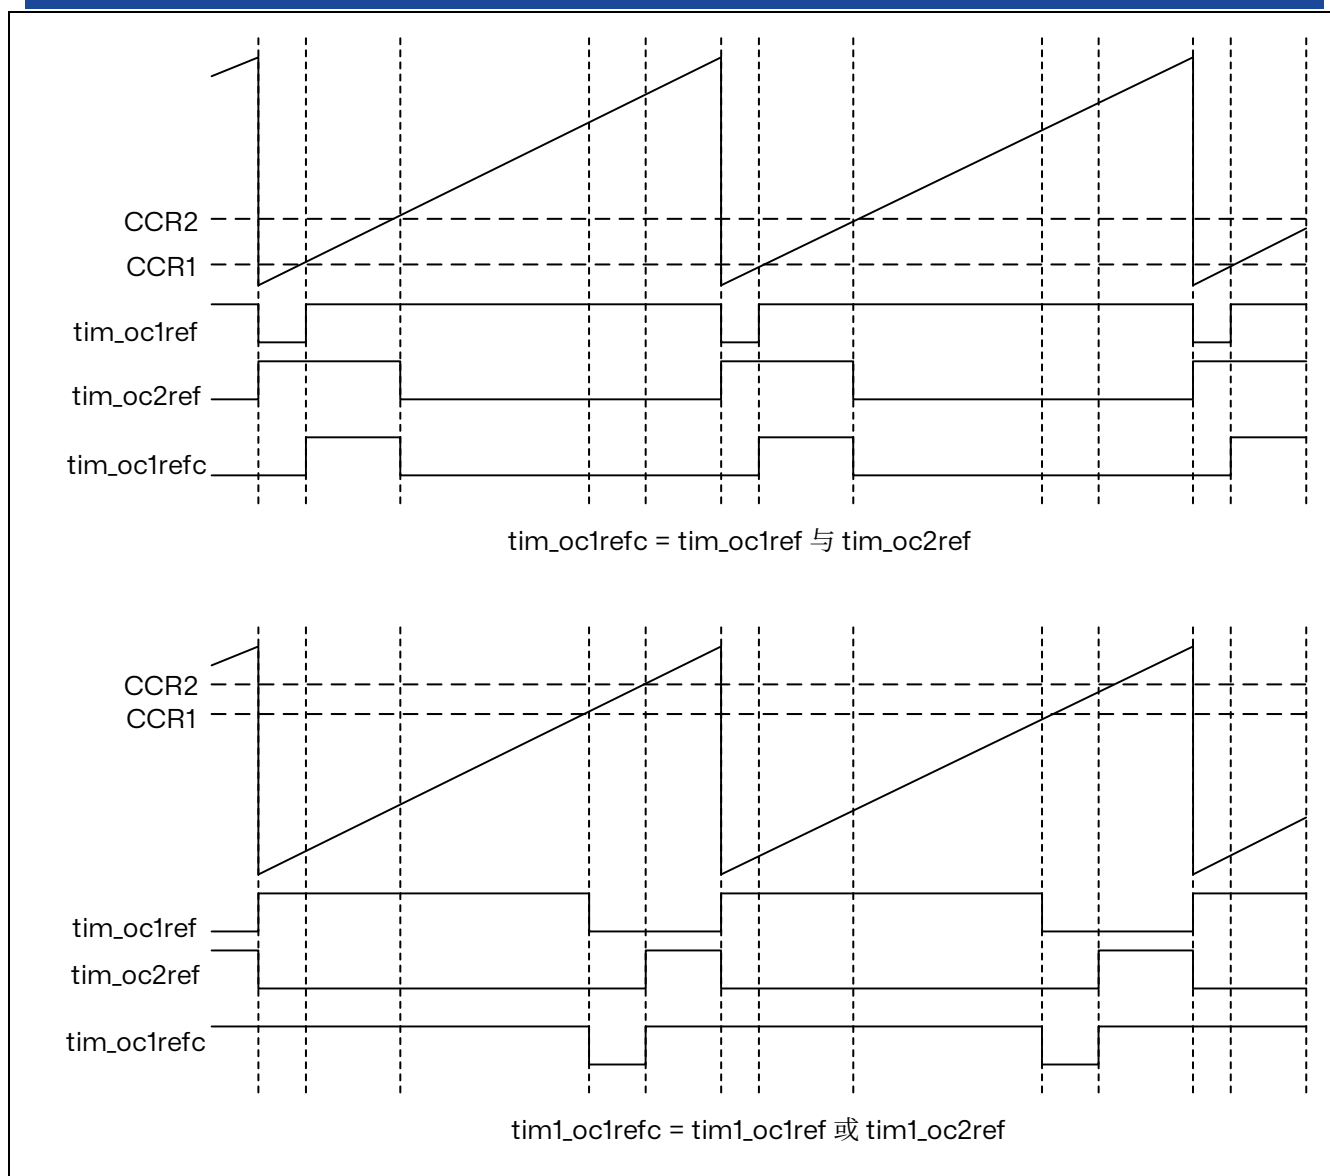 CCR2
CCR1
tim_oc1ref
tim_oc2ref
tim_oc1refc
tim_oc1refc = tim_oc1ref 与 tim_oc2ref
CCR2
CCR1
tim_oc1ref
tim_oc2ref
tim_oc1refc
tim1_oc1refc = tim1_oc1ref 或 tim1_oc2ref